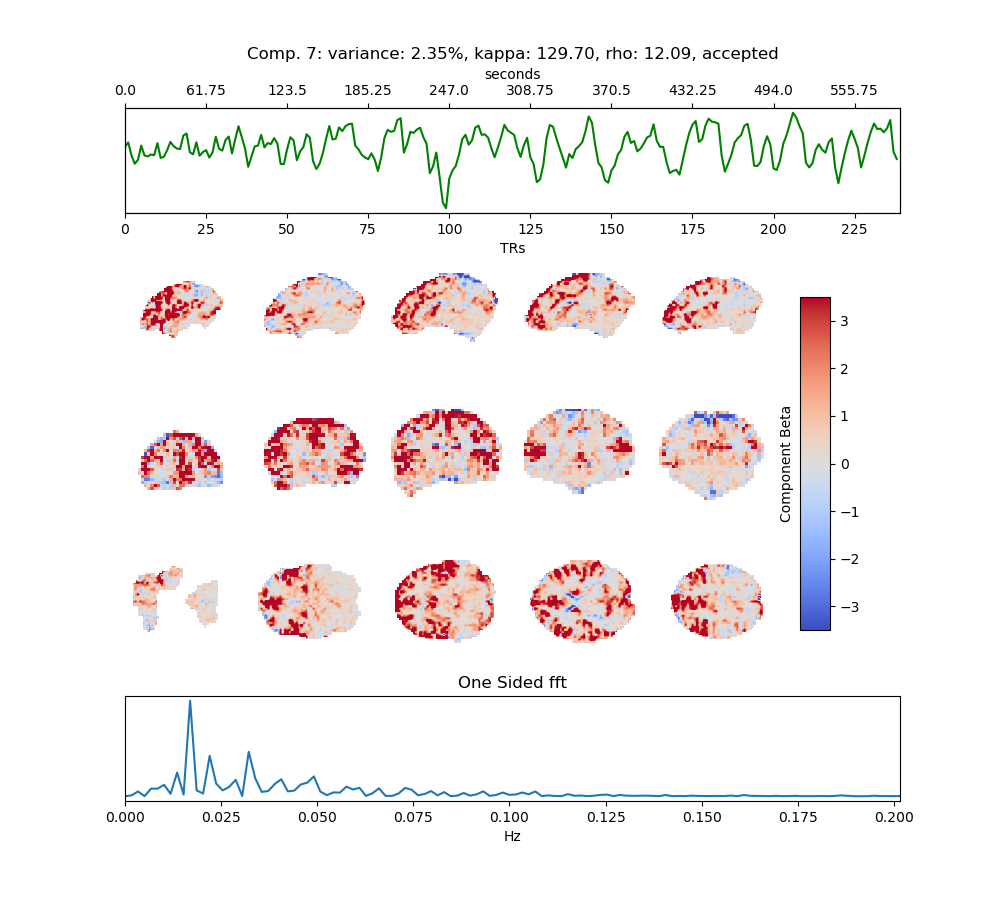 Comp. 7: variance: 2.35%, kappa: 129.70, rho: 12.09, accepted
seconds
0.0 61.75 123.5 185.25 247.0 308.75 370.5 432.25 494.0 555.75
0 25 50 75 100 125 150 175 200 225
TRs
3
2
1
0
−1
−2
−3
Component Beta
One Sided fft
0.000 0.025 0.050 0.075 0.100 0.125 0.150 0.175 0.200
Hz